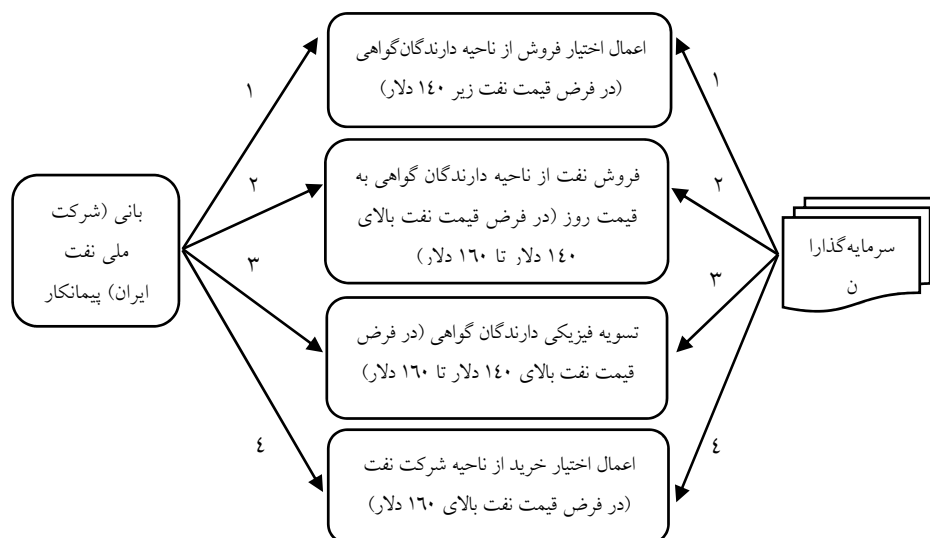 اعمال اختیار فروش از ناحیه دارندگان‌گواهی
(در فرض قیمت نفت زیر ۱۴۰ دلار)
۱
۱
فروش نفت از ناحیه دارندگان گواهی به
قیمت روز (در فرض قیمت نفت بالای
۱۴۰ دلار تا ۱۶۰ دلار)
۲
۲
سرمایه‌گذارا
ن
بانی (شرکت
ملی نفت
ایران) پیمانکار
۳
۳
تسویه فیزیکی دارندگان گواهی (در فرض
قیمت نفت بالای ۱۴۰ دلار تا ۱۶۰ دلار)
٤
٤
اعمال اختیار خرید از ناحیه شرکت نفت
(در فرض قیمت نفت بالای ۱۶۰ دلار)